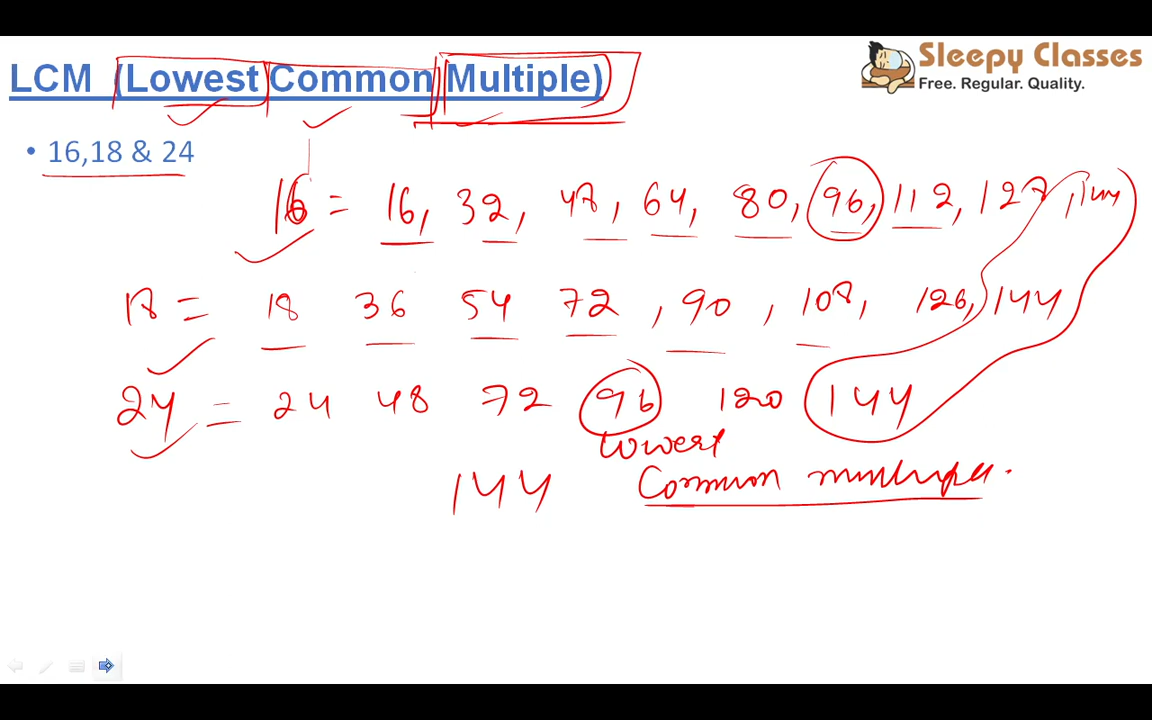 LCM (Lowest Common Multiple)
Sleepy Classes
Free. Regular. Quality.
• 16,18 & 24
16 = 16, 32, 48, 64, 80, 96, 112, 128, 144
18 = 18 36 54 72, 90, 108, 126, 144
24 = 24 48 72 96 120 144
lowest
144 Common multiple.